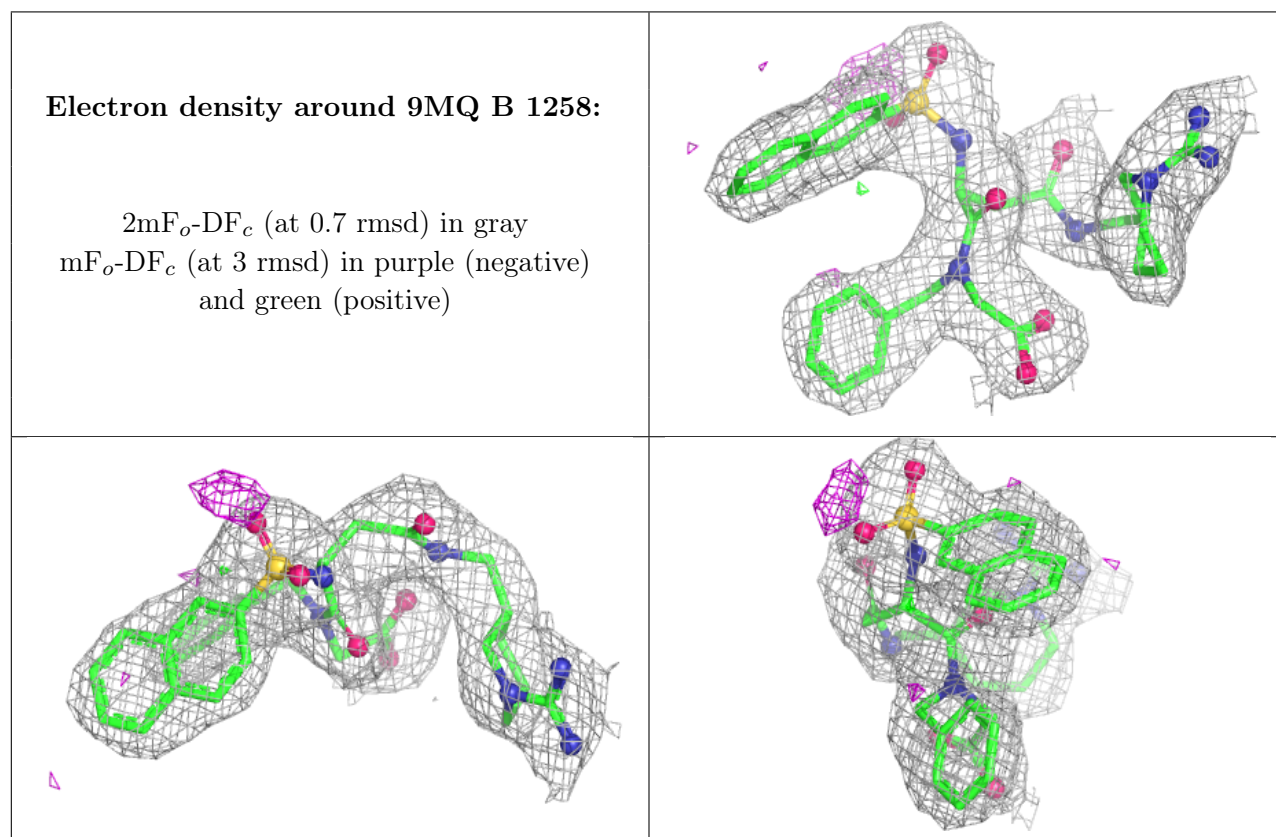 Electron density around 9MQ B 1258:
2mFo-DFc (at 0.7 rmsd) in gray
mFo-DFc (at 3 rmsd) in purple (negative)
and green (positive)